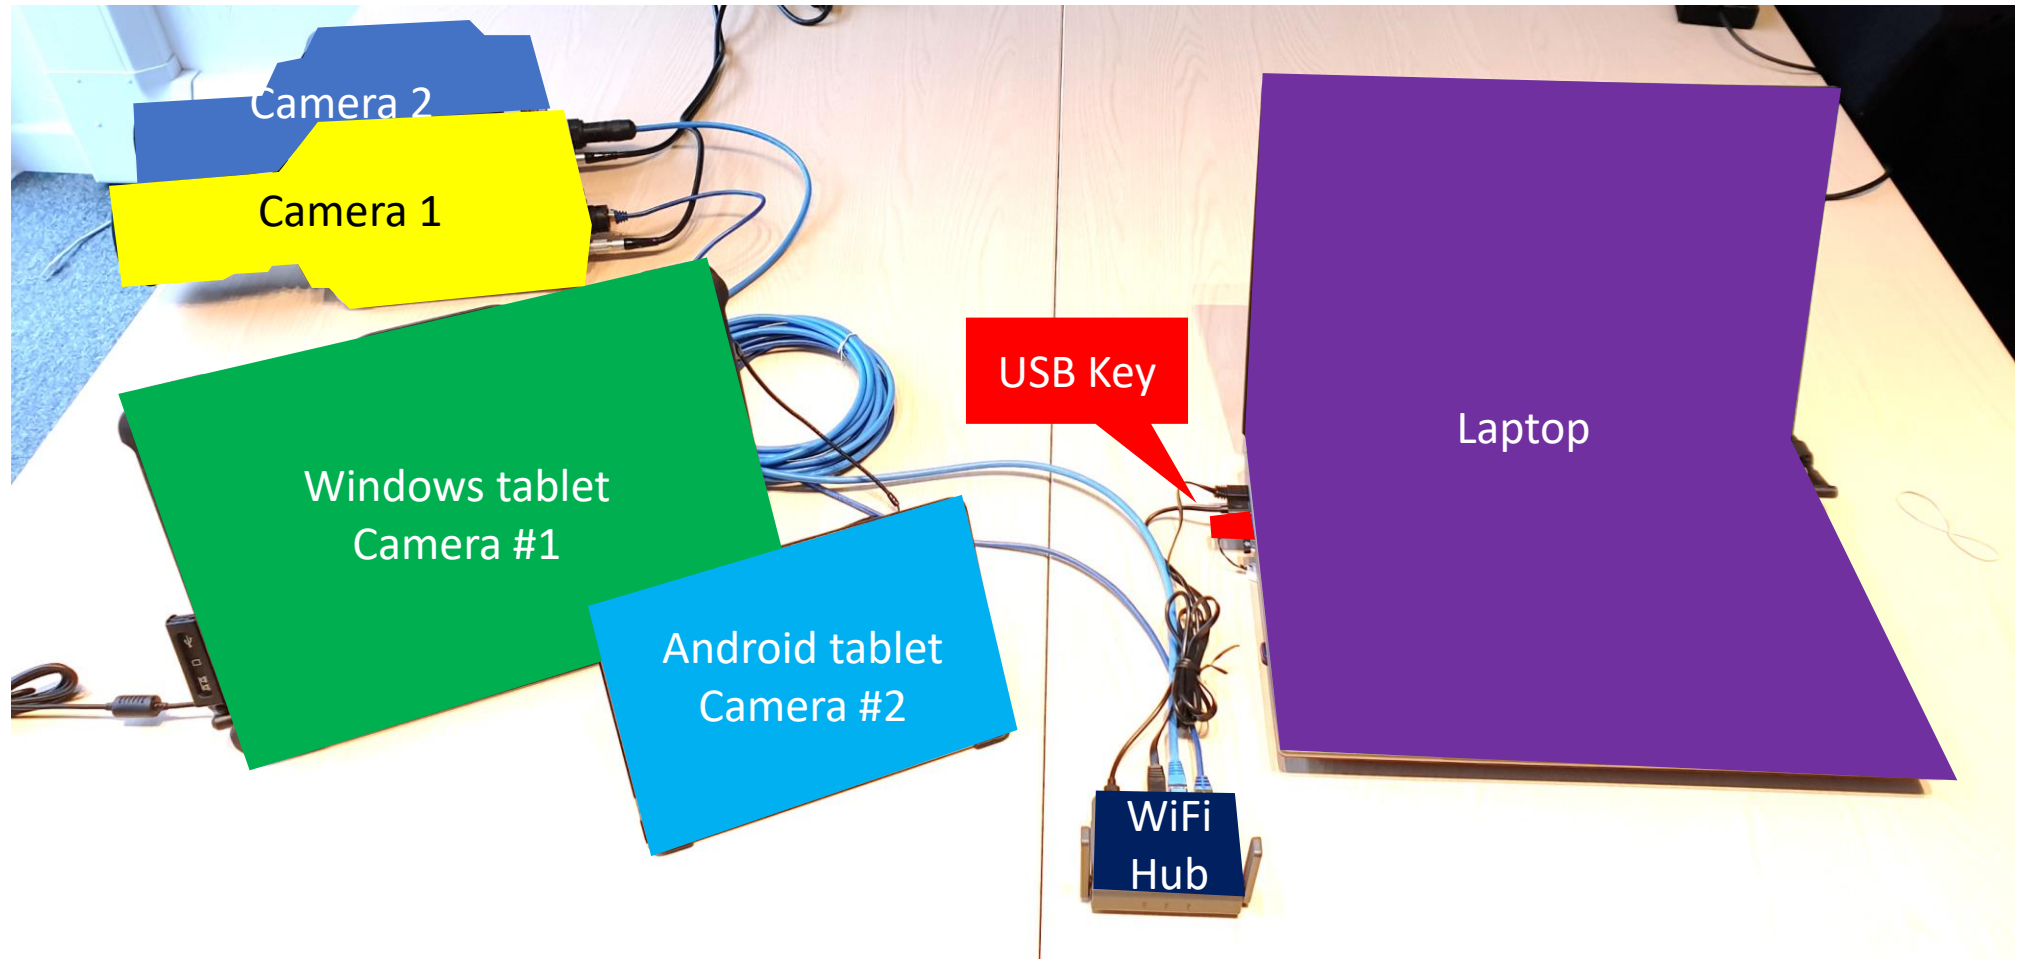 Camera 2
Camera 1
USB Key
Laptop
Windows tablet
Camera #1
Android tablet
Camera #2
WiFi
Hub